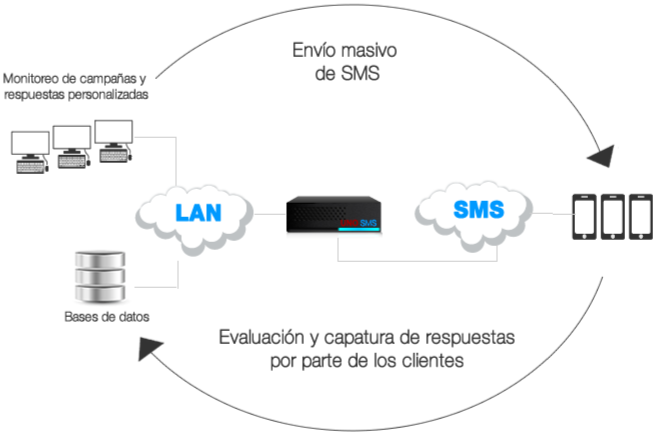 Envío masivo
de SMS
Monitoreo de campañas y
respuestas personalizadas
LAN
SMS
SMS
Bases de datos
Evaluación y capatura de respuestas
por parte de los clientes